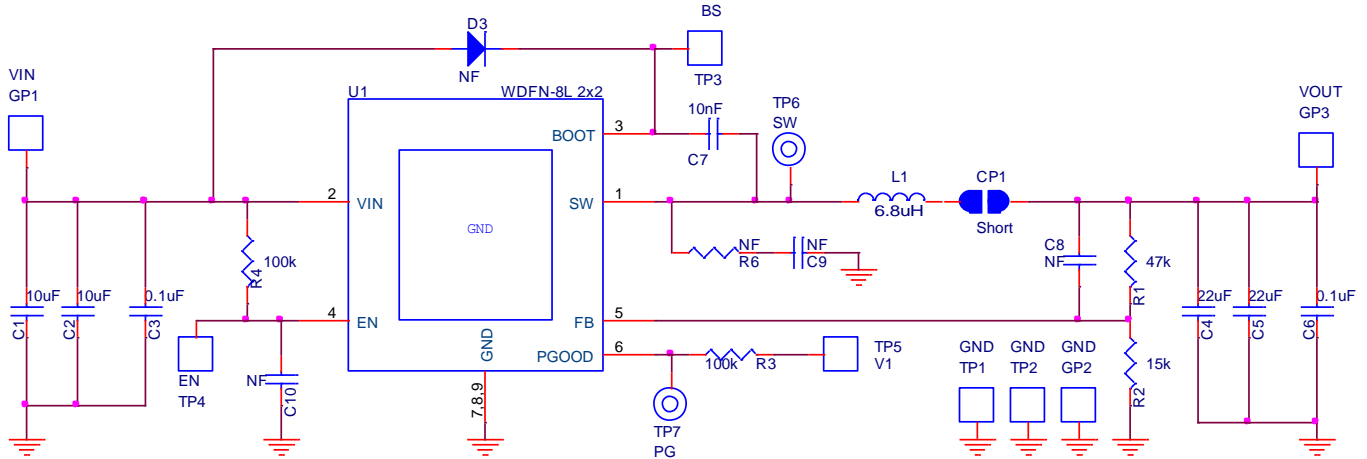 BS
D3
NF
TP3
VIN
GP1
U1
WDFN-8L 2x2
10nF
C7
TP6
SW
VOUT
GP3
BOOT
3
2
VIN
SW
1
L1
6.8uH
CP1
Short
GND
R4
100k
NF
R6
NF
C9
C8
NF
47k
R1
10uF
C1
10uF
C2
0.1uF
C3
22uF
C4
22uF
C5
0.1uF
C6
4
EN
FB
5
GND
PGOOD
6
100k
R3
TP5
V1
EN
TP4
NF
C10
7,8,9
TP7
PG
GND
TP1
GND
TP2
GND
GP2
15k
R2